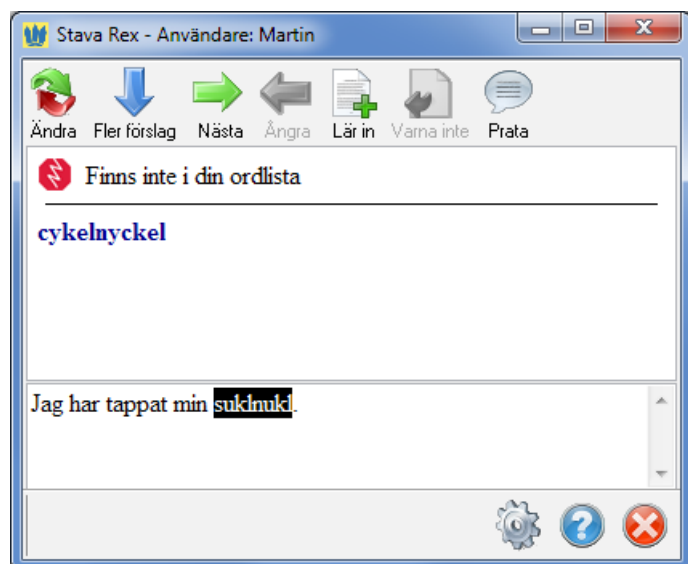 Stava Rex - Användare: Martin
Ändra Fler förslag Nästa Ångra Lär in Varna inte Prata
Finns inte i din ordlista
cykelnyckel
Jag har tappat min suklnukl.